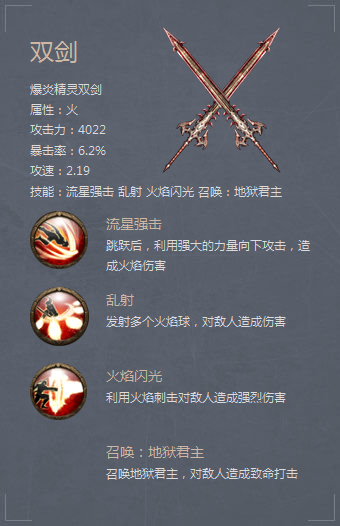 双剑
爆炎精灵双剑
属性：火
攻击力：4022
暴击率：6.2%
攻速：2.19
技能：流星强击 乱射 火焰闪光 召唤：地狱君主
流星强击
跳跃后，利用强大的力量向下攻击，造
成火焰伤害
乱射
发射多个火焰球，对敌人造成伤害
火焰闪光
利用火焰刺击对敌人造成强烈伤害
召唤：地狱君主
召唤地狱君主，对敌人造成致命打击